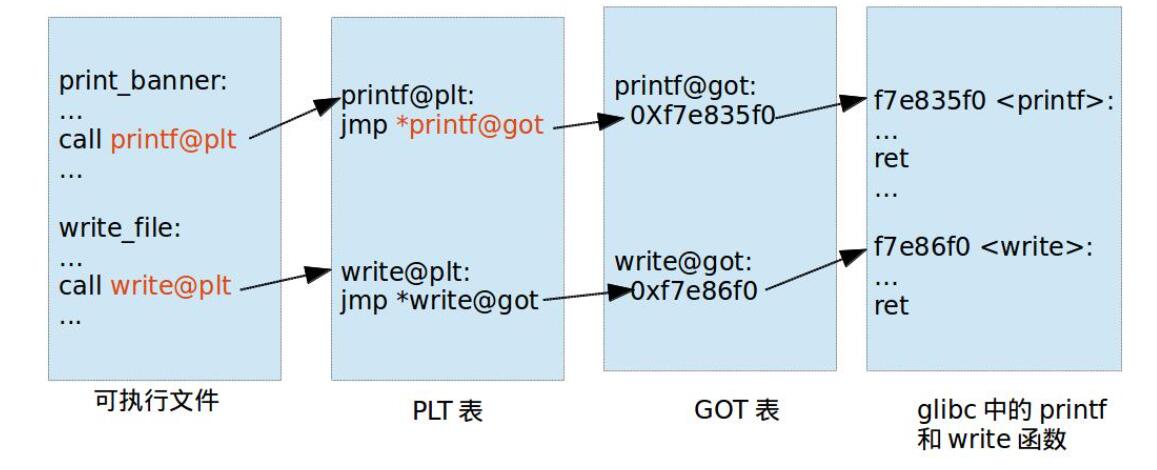 print_banner:
...
call printf@plt
...
write_file:
...
call write@plt
...
可执行文件
printf@plt:
jmp *printf@got
write@plt:
jmp *write@got
PLT 表
printf@got:
0Xf7e835f0
write@got:
0xf7e86f0
GOT 表
f7e835f0 <printf>:
...
ret
...
f7e86f0 <write>:
...
ret
glibc 中的 printf
和 write 函数